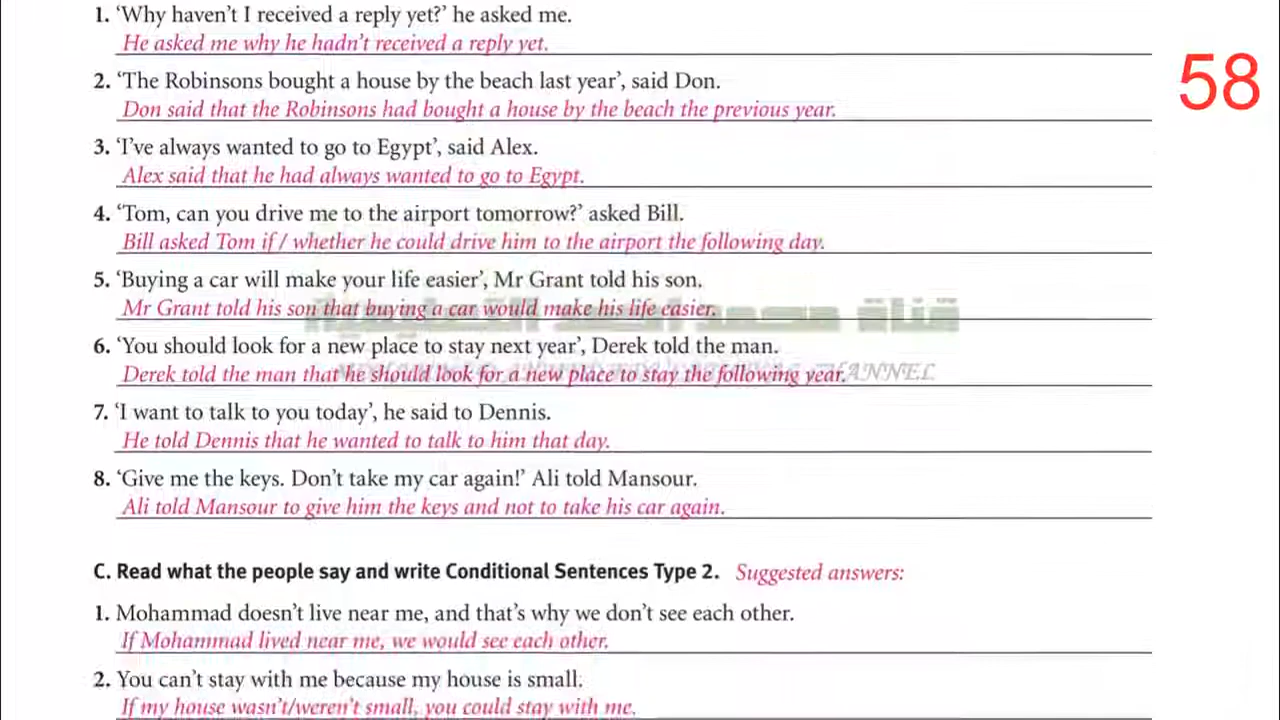 1. ‘Why haven’t I received a reply yet?’ he asked me.
He asked me why he hadn’t received a reply yet.
58
2. ‘The Robinsons bought a house by the beach last year’, said Don.
Don said that the Robinsons had bought a house by the beach the previous year.
3. ‘I’ve always wanted to go to Egypt’, said Alex.
Alex said that he had always wanted to go to Egypt.
4. ‘Tom, can you drive me to the airport tomorrow?’ asked Bill.
Bill asked Tom if / whether he could drive him to the airport the following day.
5. ‘Buying a car will make your life easier’, Mr Grant told his son.
Mr Grant told his son that buying a car would make his life easier.
قناة محمد احمد التعليمية
6. ‘You should look for a new place to stay next year’, Derek told the man.
Derek told the man that he should look for a new place to stay the following year.
CHANNEL
7. ‘I want to talk to you today’, he said to Dennis.
He told Dennis that he wanted to talk to him that day.
8. ‘Give me the keys. Don’t take my car again!’ Ali told Mansour.
Ali told Mansour to give him the keys and not to take his car again.
C. Read what the people say and write Conditional Sentences Type 2. Suggested answers:
1. Mohammad doesn’t live near me, and that’s why we don’t see each other.
If Mohammad lived near me, we would see each other.
2. You can’t stay with me because my house is small.
If my house wasn’t/weren’t small, you could stay with me.